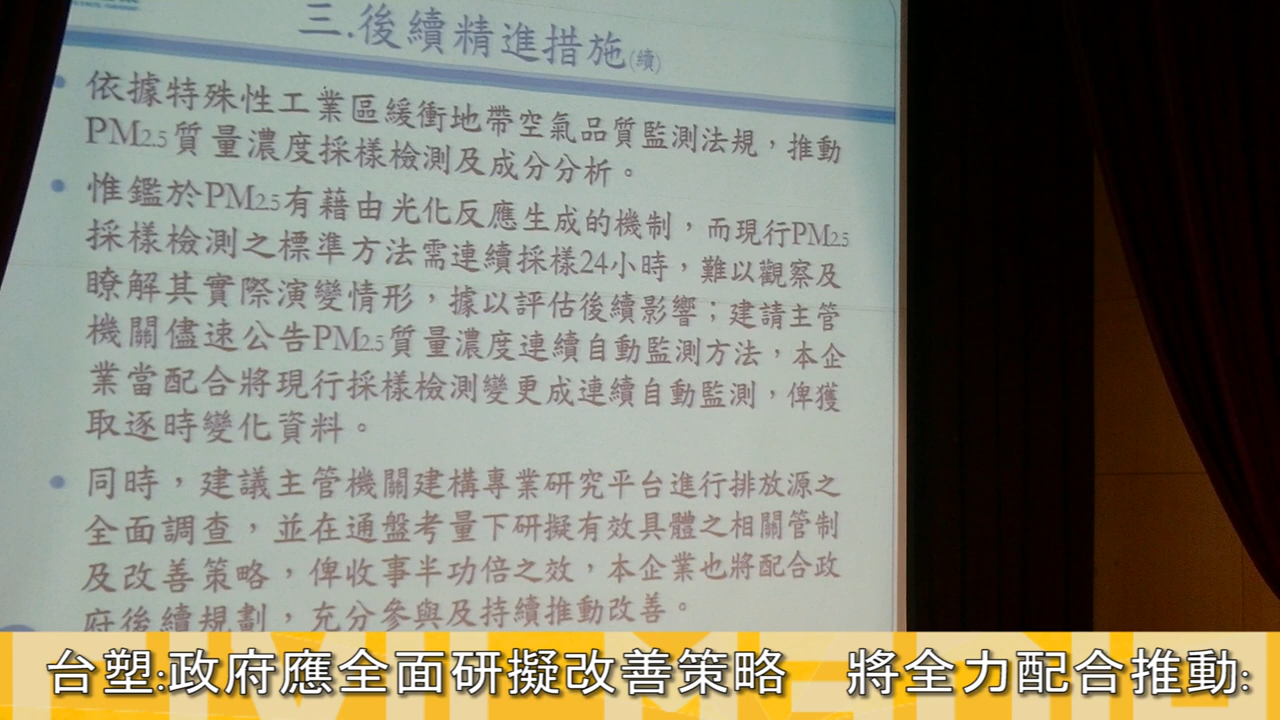 三.後續精進措施(續)
• 依據特殊性工業區緩衝地帶空氣品質監測法規，推動
PM2.5質量濃度採樣檢測及成分分析。
• 惟鑑於PM2.5有藉由光化反應生成的機制，而現行PM2.5
採樣檢測之標準方法需連續採樣24小時，難以觀察及
瞭解其實際演變情形，據以評估後續影響；建請主管
機關儘速公告PM2.5質量濃度連續自動監測方法，本企
業當配合將現行採樣檢測變更成連續自動監測，俾獲
取逐時變化資料。
• 同時，建議主管機關建構專業研究平台進行排放源之
全面調查，並在通盤考量下研擬有效具體之相關管制
及改善策略，俾收事半功倍之效，本企業也將配合政
府後續規劃，充分參與及持續推動改善。
台塑:政府應全面研擬改善策略 將全力配合推動: